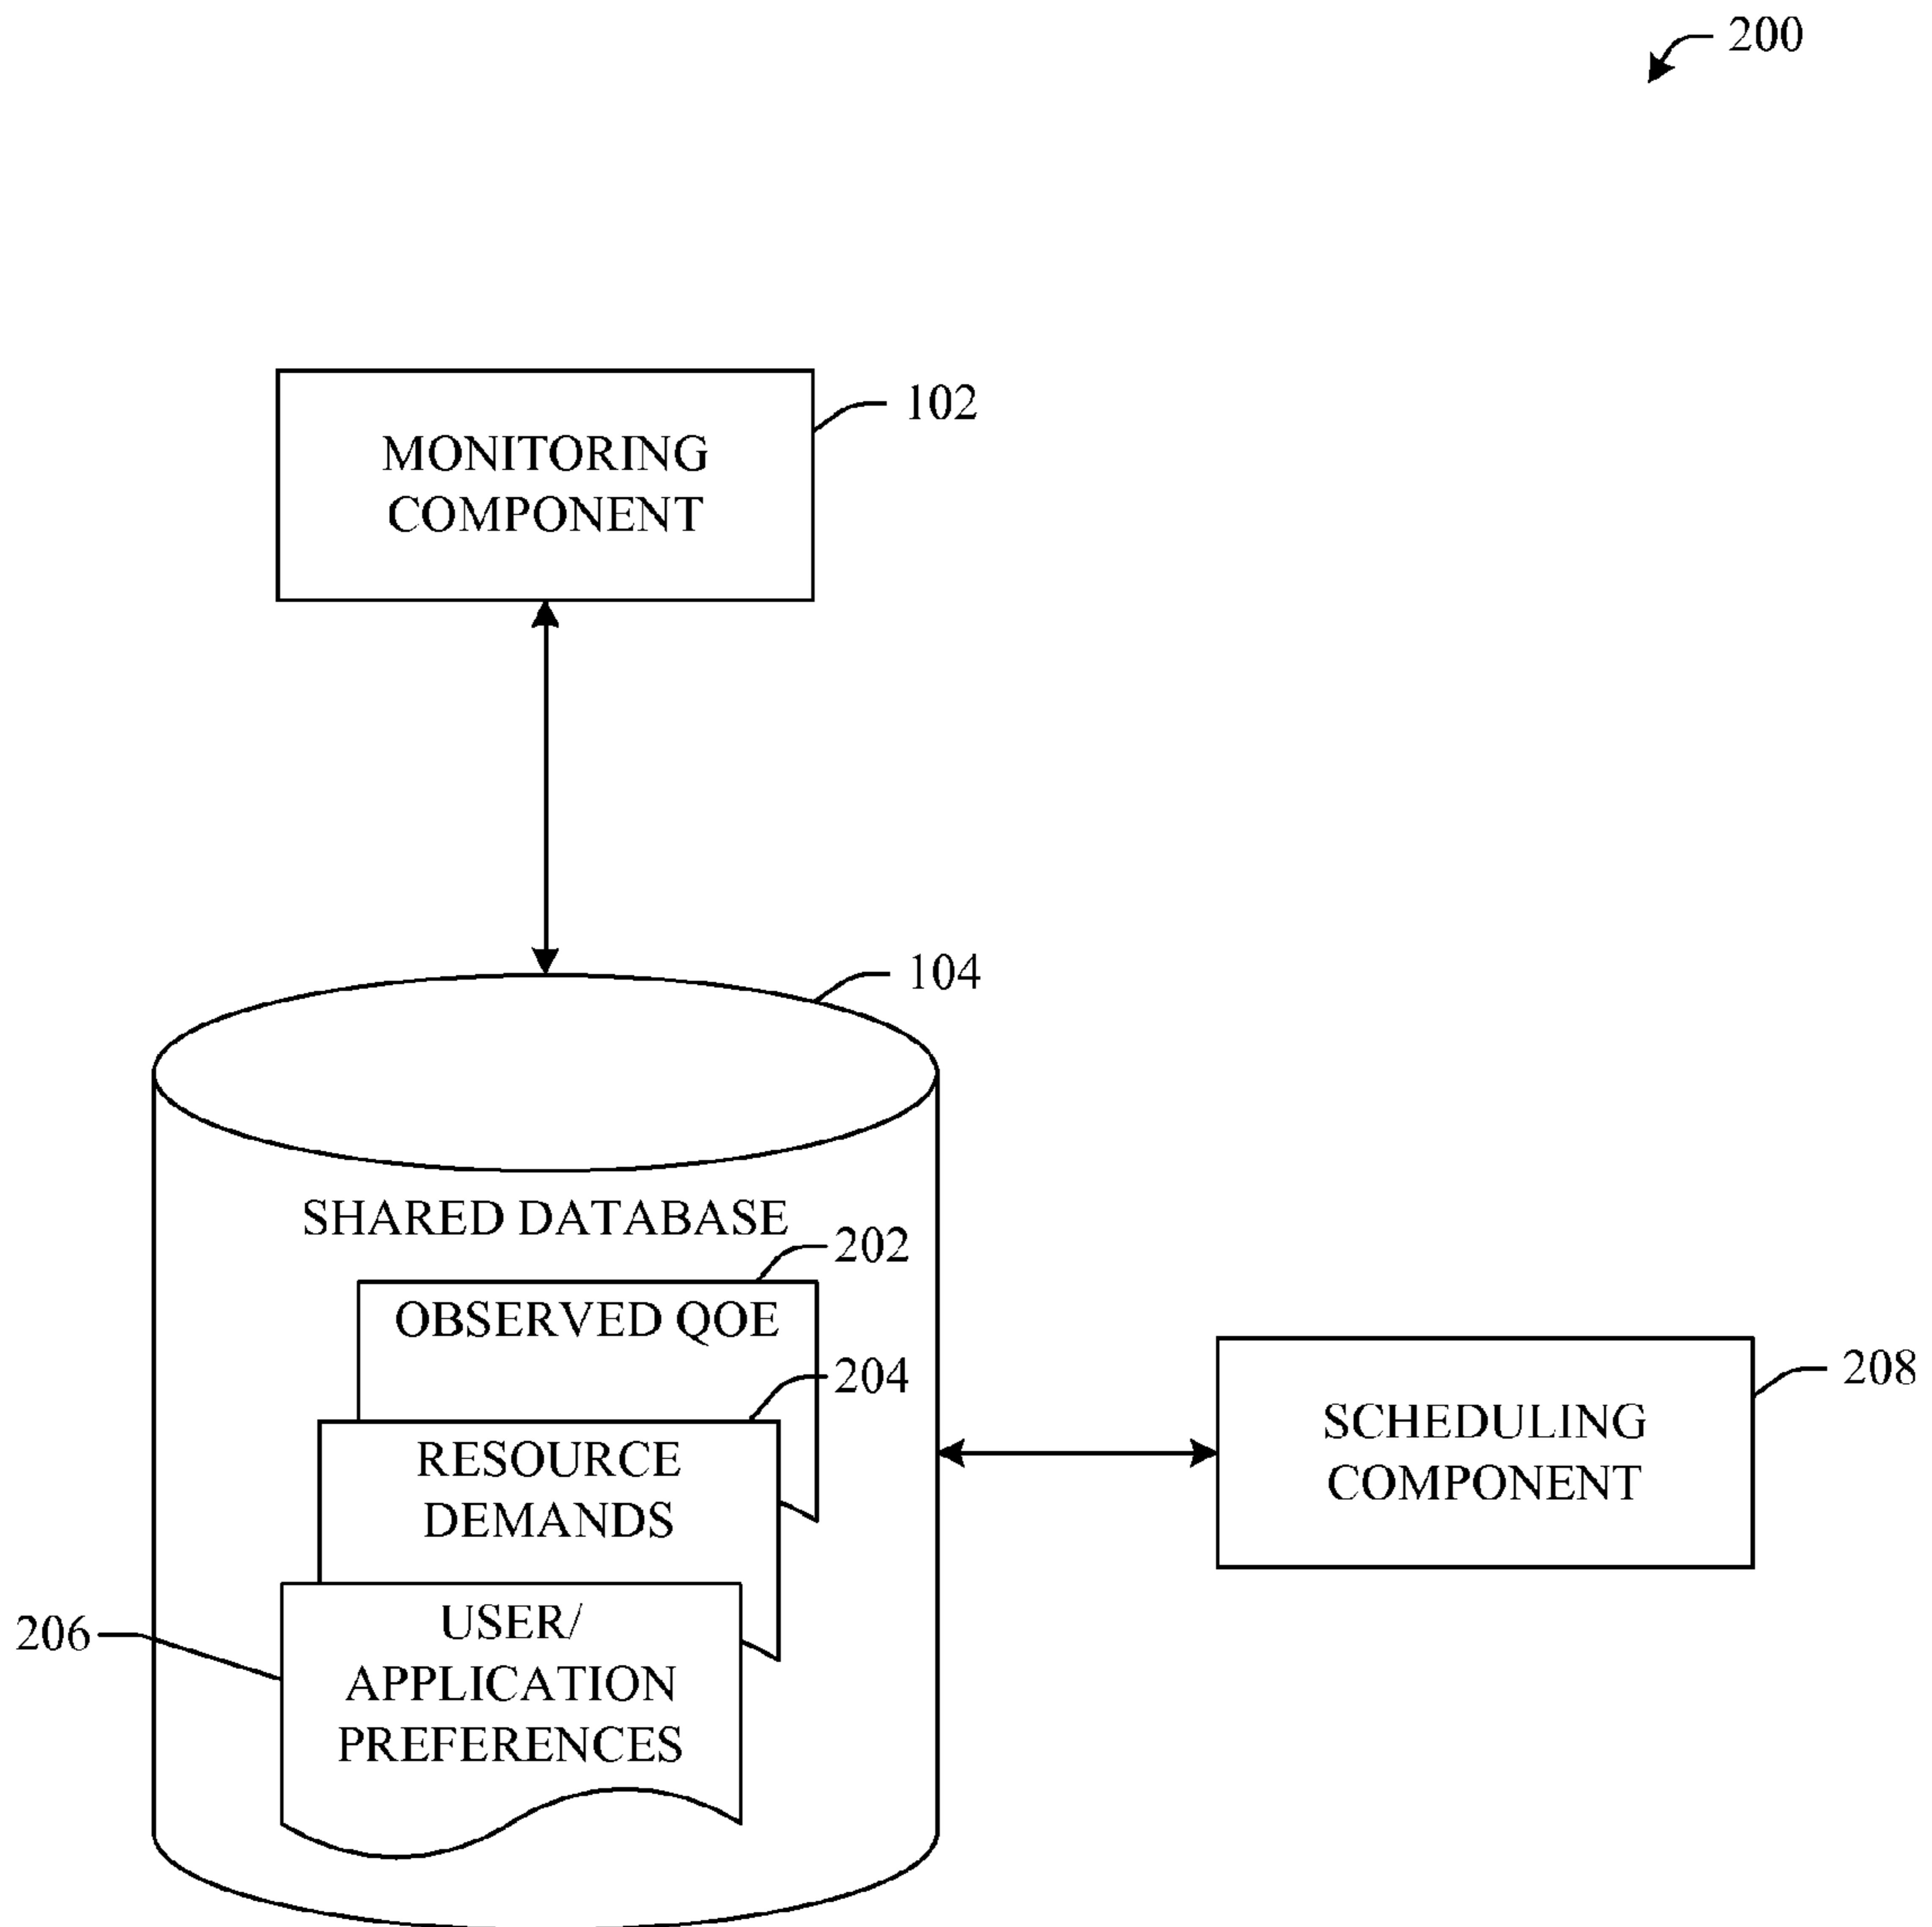 200
102
MONITORING
COMPONENT
104
SHARED DATABASE
202
OBSERVED QOE
204
RESOURCE
DEMANDS
208
SCHEDULING
COMPONENT
206
USER/
APPLICATION
PREFERENCES